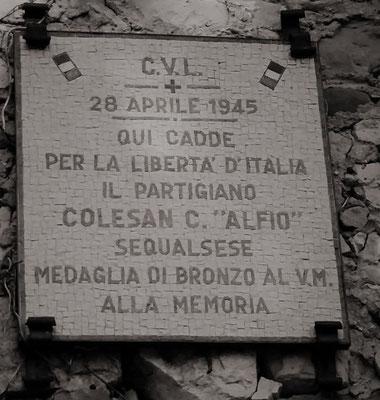 C.V.L.
28 APRILE 1945
QUI CADDE
PER LA LIBERTA' D'ITALIA
IL PARTIGIANO
COLESAN C. "ALFIO"
SEQUALSESE
MEDAGLIA DI BRONZO AL V.M.
ALLA MEMORIA